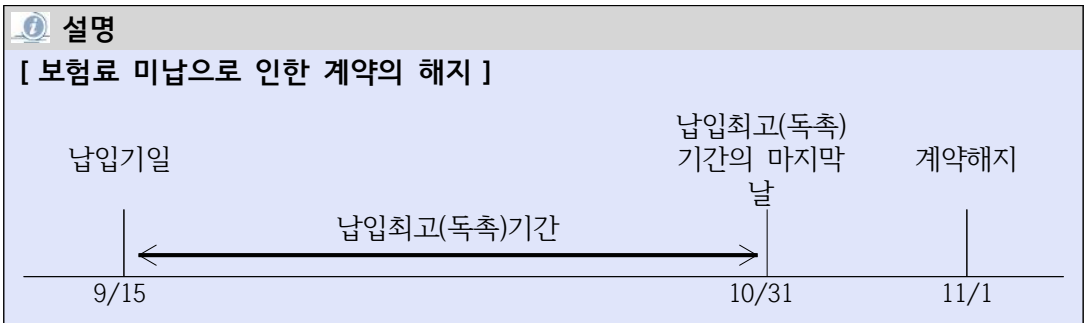 설명
[ 보험료 미납으로 인한 계약의 해지 ]
납입기일
납입최고(독촉)
기간의 마지막
날
계약해지
납입최고(독촉)기간
9/15
10/31
11/1